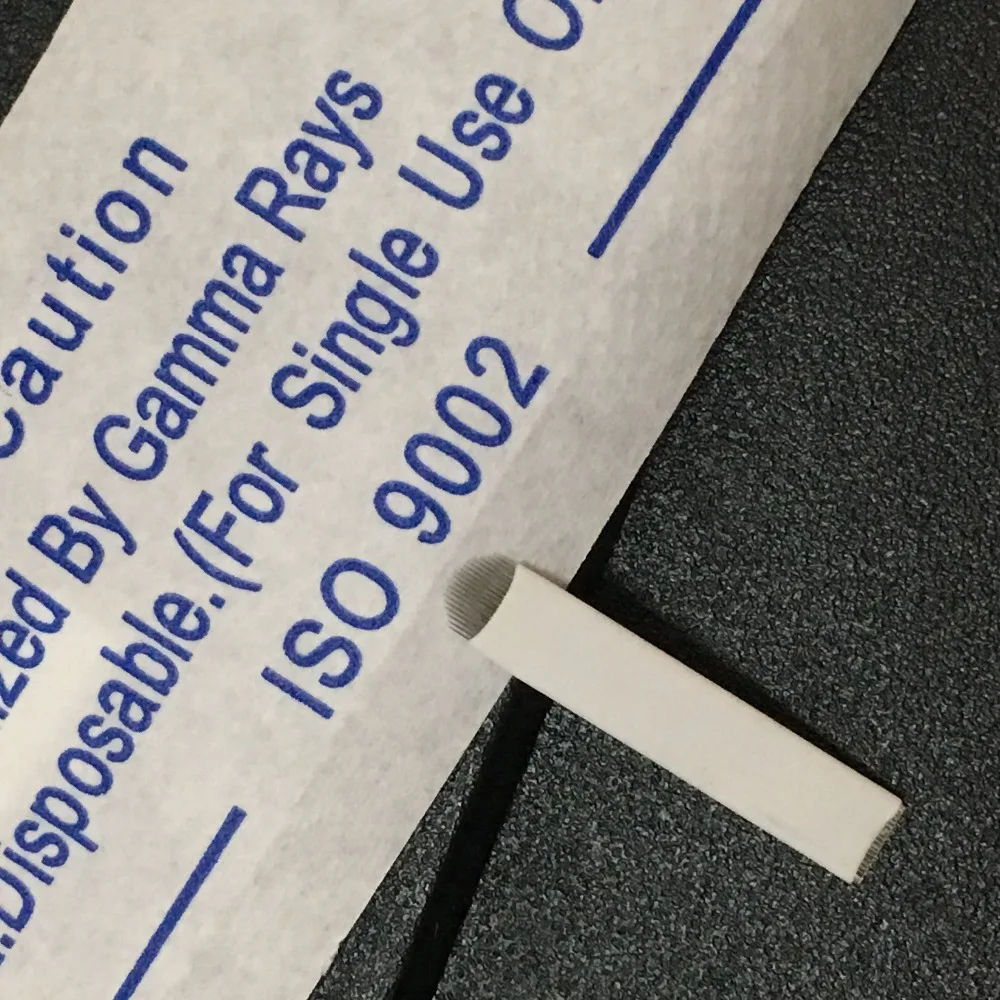 Caution
By Gamma Rays
Disposable.(For Single Use
ISO 9002